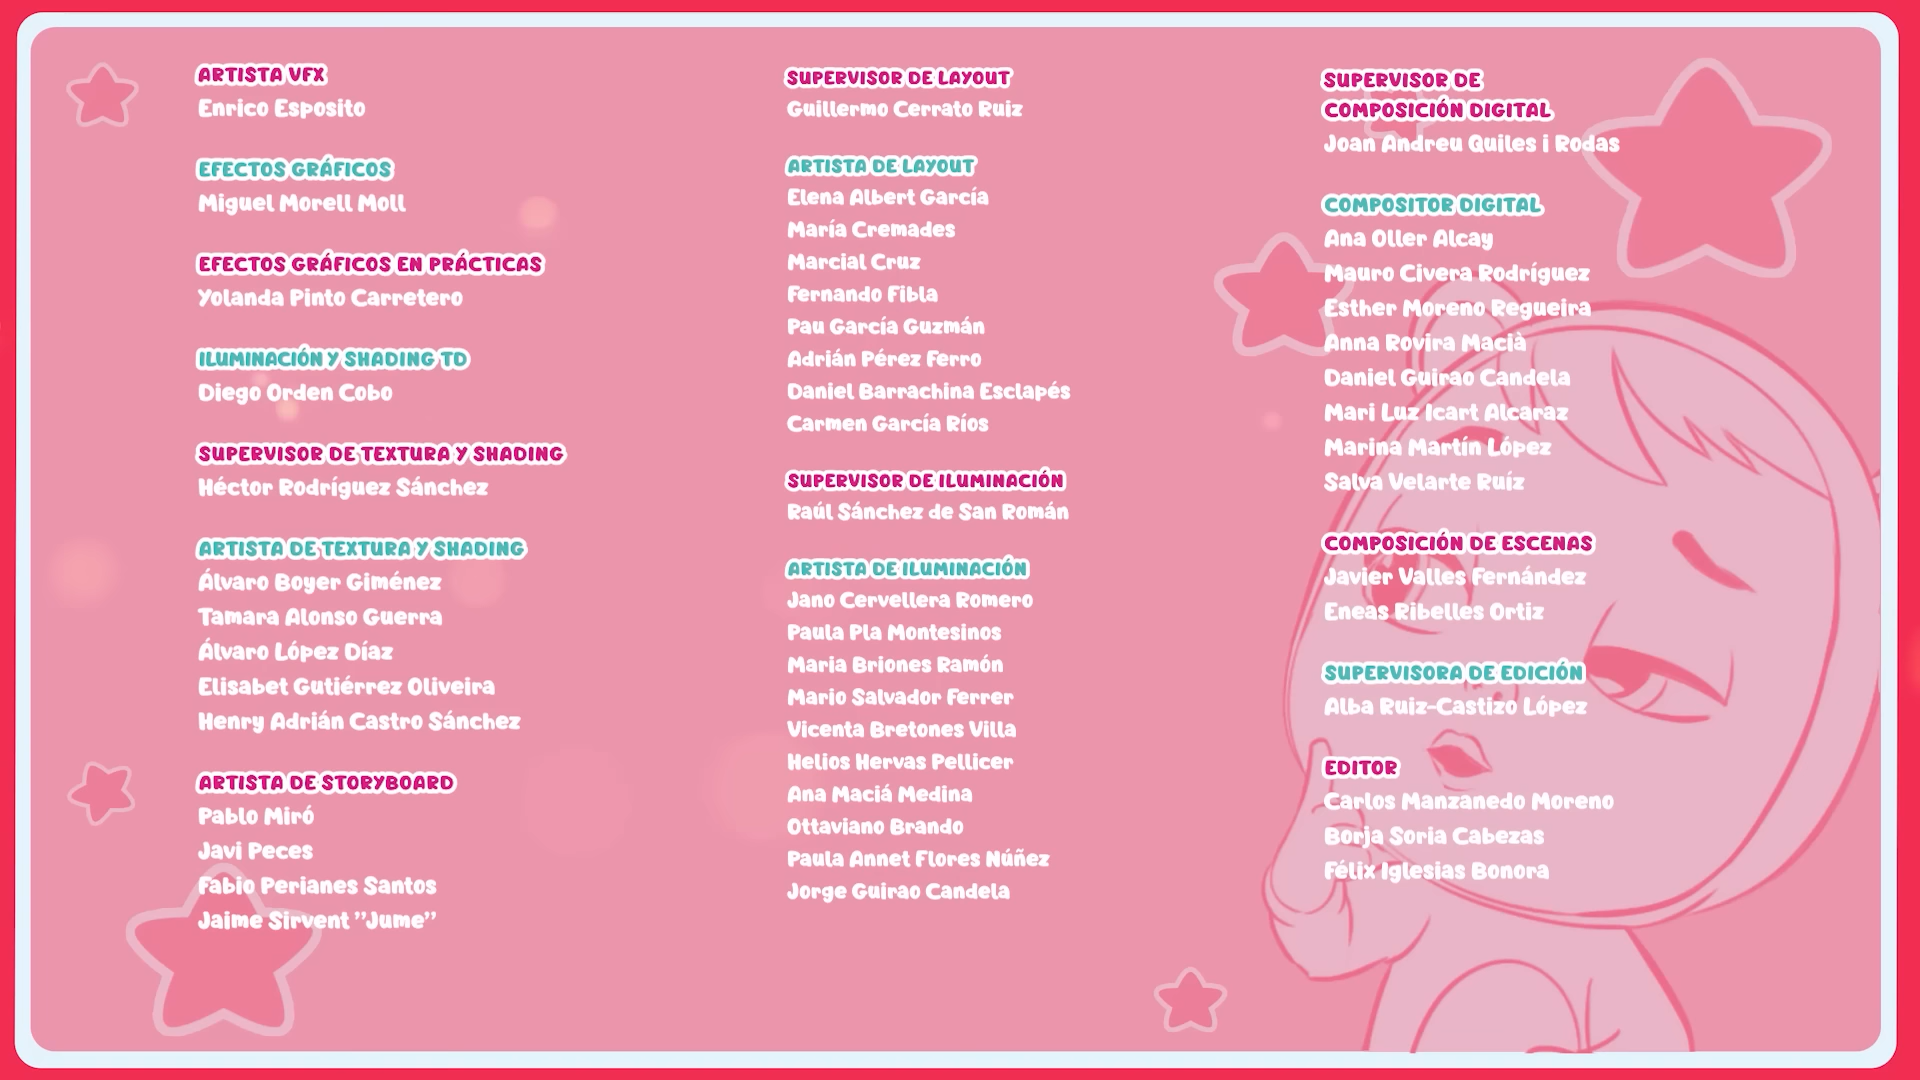 ARTISTA VFX
Enrico Esposito
EFECTOS GRÁFICOS
Miguel Morell Moll
EFECTOS GRÁFICOS EN PRÁCTICAS
Yolanda Pinto Carretero
ILUMINACIÓN Y SHADING TD
Diego Orden Cobo
SUPERVISOR DE TEXTURA Y SHADING
Héctor Rodríguez Sánchez
ARTISTA DE TEXTURA Y SHADING
Álvaro Boyer Giménez
Tamara Alonso Guerra
Álvaro López Díaz
Elisabet Gutiérrez Oliveira
Henry Adrián Castro Sánchez
ARTISTA DE STORYBOARD
Pablo Miró
Javi Peces
Fabio Perianes Santos
Jaime Sirvent "Jume"
SUPERVISOR DE LAYOUT
Guillermo Cerrato Ruiz
ARTISTA DE LAYOUT
Elena Albert García
María Cremades
Marcial Cruz
Fernando Fibla
Pau García Guzmán
Adrián Pérez Ferro
Daniel Barrachina Esclapés
Carmen García Ríos
SUPERVISOR DE ILUMINACIÓN
Raúl Sánchez de San Román
ARTISTA DE ILUMINACIÓN
Jano Cervellera Romero
Paula Pla Montesinos
Maria Briones Ramón
Mario Salvador Ferrer
Vicenta Bretones Villa
Helios Hervas Pellicer
Ana Maciá Medina
Ottaviano Brando
Paula Annet Flores Núñez
Jorge Guirao Candela
SUPERVISOR DE
COMPOSICIÓN DIGITAL
Joan Andreu Quiles i Rodas
COMPOSITOR DIGITAL
Ana Oller Alcay
Mauro Civera Rodríguez
Esther Moreno Regueira
Anna Rovira Macià
Daniel Guirao Candela
Mari Luz Icart Alcaraz
Marina Martín López
Salva Velarte Ruíz
COMPOSICIÓN DE ESCENAS
Javier Valles Fernández
Eneas Ribelles Ortiz
SUPERVISORA DE EDICIÓN
Alba Ruiz-Castizo López
EDITOR
Carlos Manzanedo Moreno
Borja Soria Cabezas
Félix Iglesias Bonora